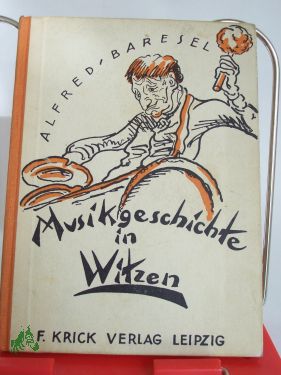 ALFRED BARESEL
Musikgeschichte
in
Witzen
F. KRICK VERLAG LEIPZIG